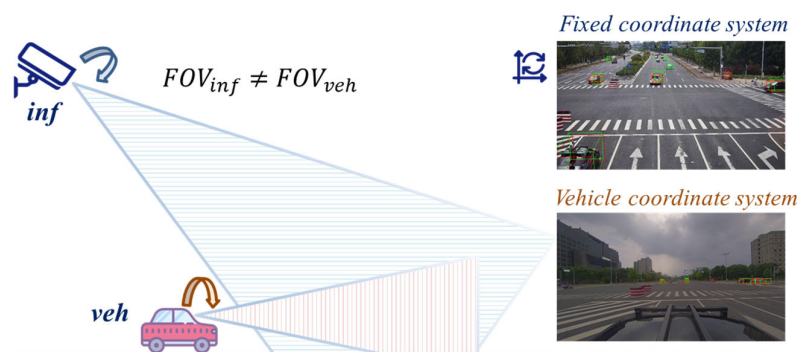 Fixed coordinate system
inf
FOV_inf ≠ FOV_veh
Vehicle coordinate system
veh